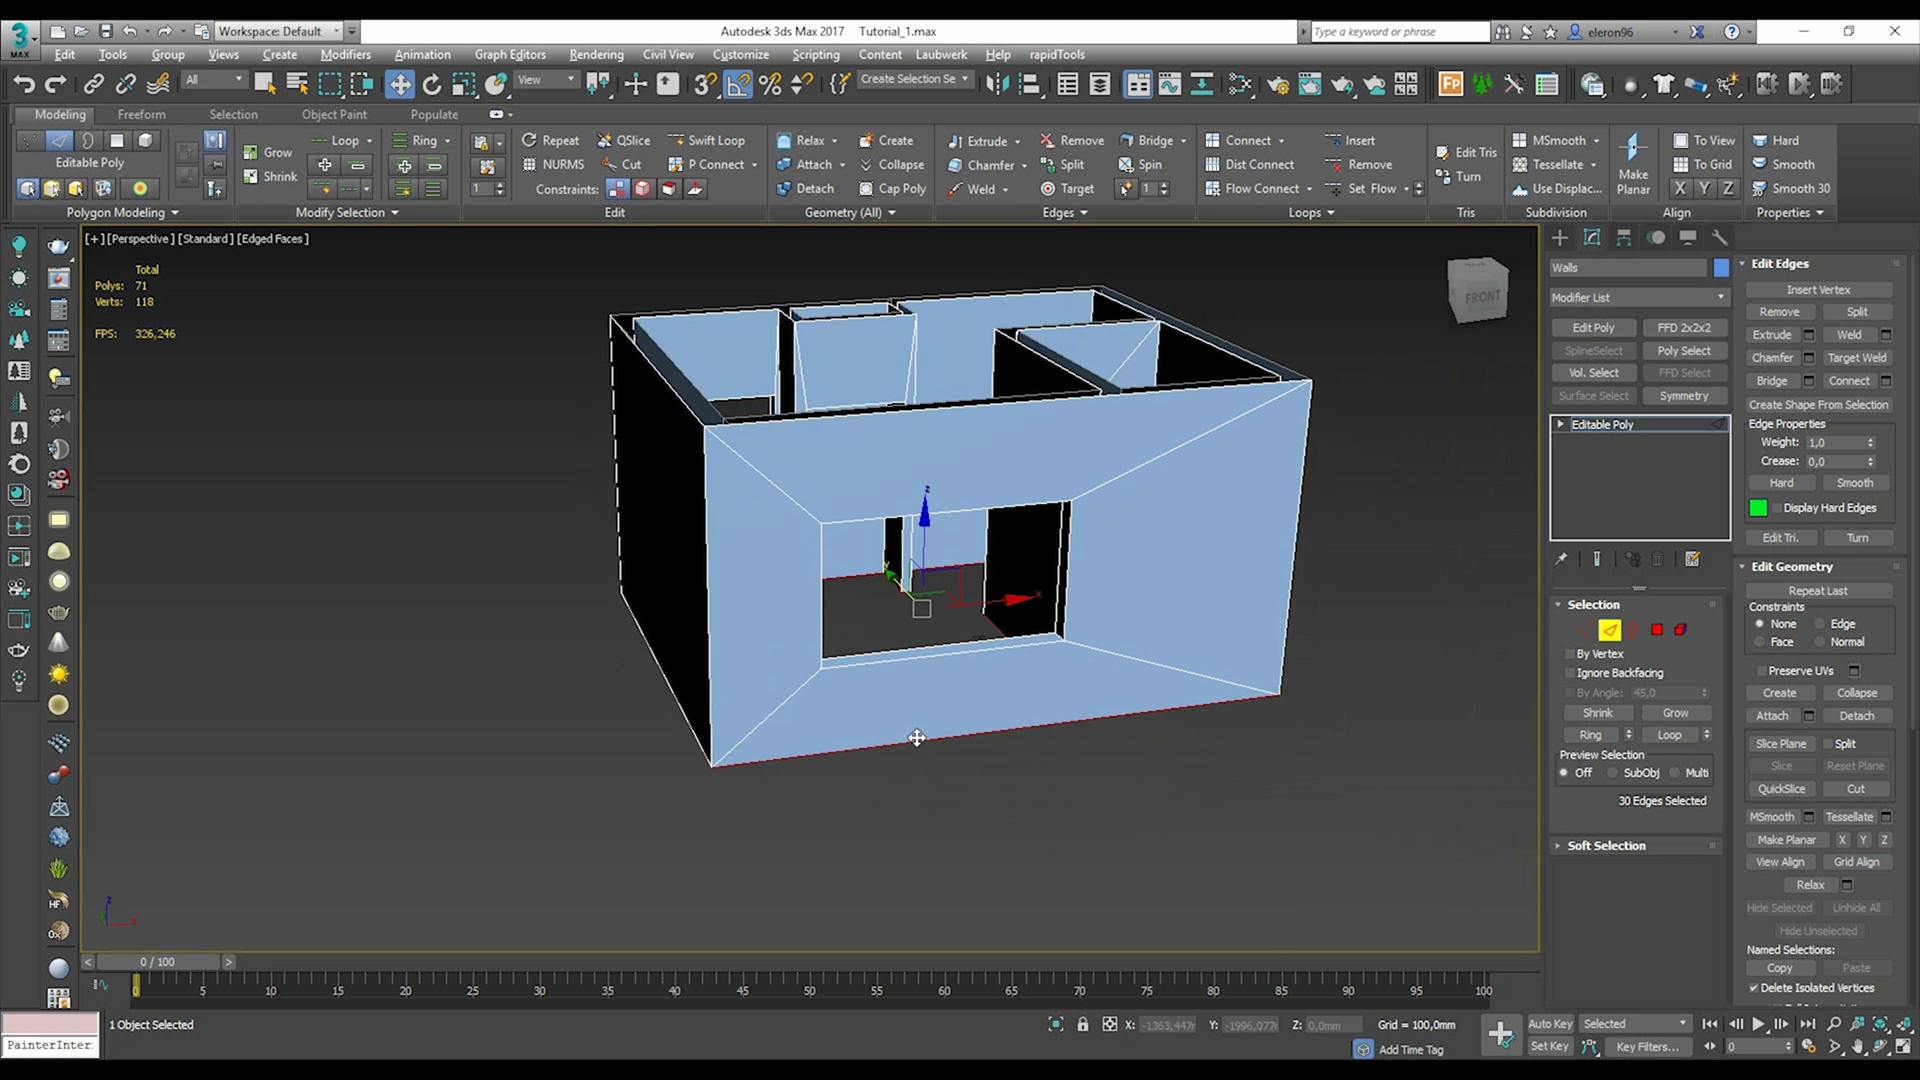 3 MAX Workspace: Default Autodesk 3ds Max 2017 Tutorial_1.max Type a keyword or phrase eleron96
Edit Tools Group Views Create Modifiers Animation Graph Editors Rendering Civil View Customize Scripting Content Laubwerk Help rapidTools
All View Create Selection Se Fp
Modeling Freeform Selection Object Paint Populate
Loop Ring Repeat QSlice Swift Loop Relax Create Extrude Remove Bridge Connect Insert Edit Tris MSmooth To View Hard
Editable Poly Grow NURMS Cut P Connect Attach Collapse Chamfer Split Spin Dist Connect Remove Turn Tessellate Make Planar To Grid Smooth
Shrink 1 Constraints: Detach Cap Poly Weld Target 1 Flow Connect Set Flow Use Displac... X Y Z Smooth 30
Polygon Modeling Modify Selection Edit Geometry (All) Edges Loops Tris Subdivision Align Properties
[+] [Perspective] [Standard] [Edged Faces]
Total
Polys: 71
Verts: 118
FPS: 326,246
FRONT
z
y
x
z
x
HF
Ox
Walls
Modifier List
Edit Poly FFD 2x2x2
SplineSelect Poly Select
Vol. Select FFD Select
Surface Select Symmetry
Editable Poly
Selection
By Vertex
Ignore Backfacing
By Angle: 45,0
Shrink Grow
Ring Loop
Preview Selection
Off SubObj Multi
30 Edges Selected
Soft Selection
Edit Edges
Insert Vertex
Remove Split
Extrude Weld
Chamfer Target Weld
Bridge Connect
Create Shape From Selection
Edge Properties
Weight: 1,0
Crease: 0,0
Hard Smooth
Display Hard Edges
Edit Tri. Turn
Edit Geometry
Repeat Last
Constraints
None Edge
Face Normal
Preserve UVs
Create Collapse
Attach Detach
Slice Plane Split
Slice Reset Plane
QuickSlice Cut
MSmooth Tessellate
Make Planar X Y Z
View Align Grid Align
Relax
Hide Selected Unhide All
Hide Unselected
Named Selections:
Copy Paste
Delete Isolated Vertices
< 0 / 100 >
0 5 10 15 20 25 30 35 40 45 50 55 60 65 70 75 80 85 90 95 100
1 Object Selected X: -1363,447r Y: -1996,077r Z: 0,0mm Grid = 100,0mm Auto Key Selected
PainterInter: Add Time Tag Set Key Key Filters... 0